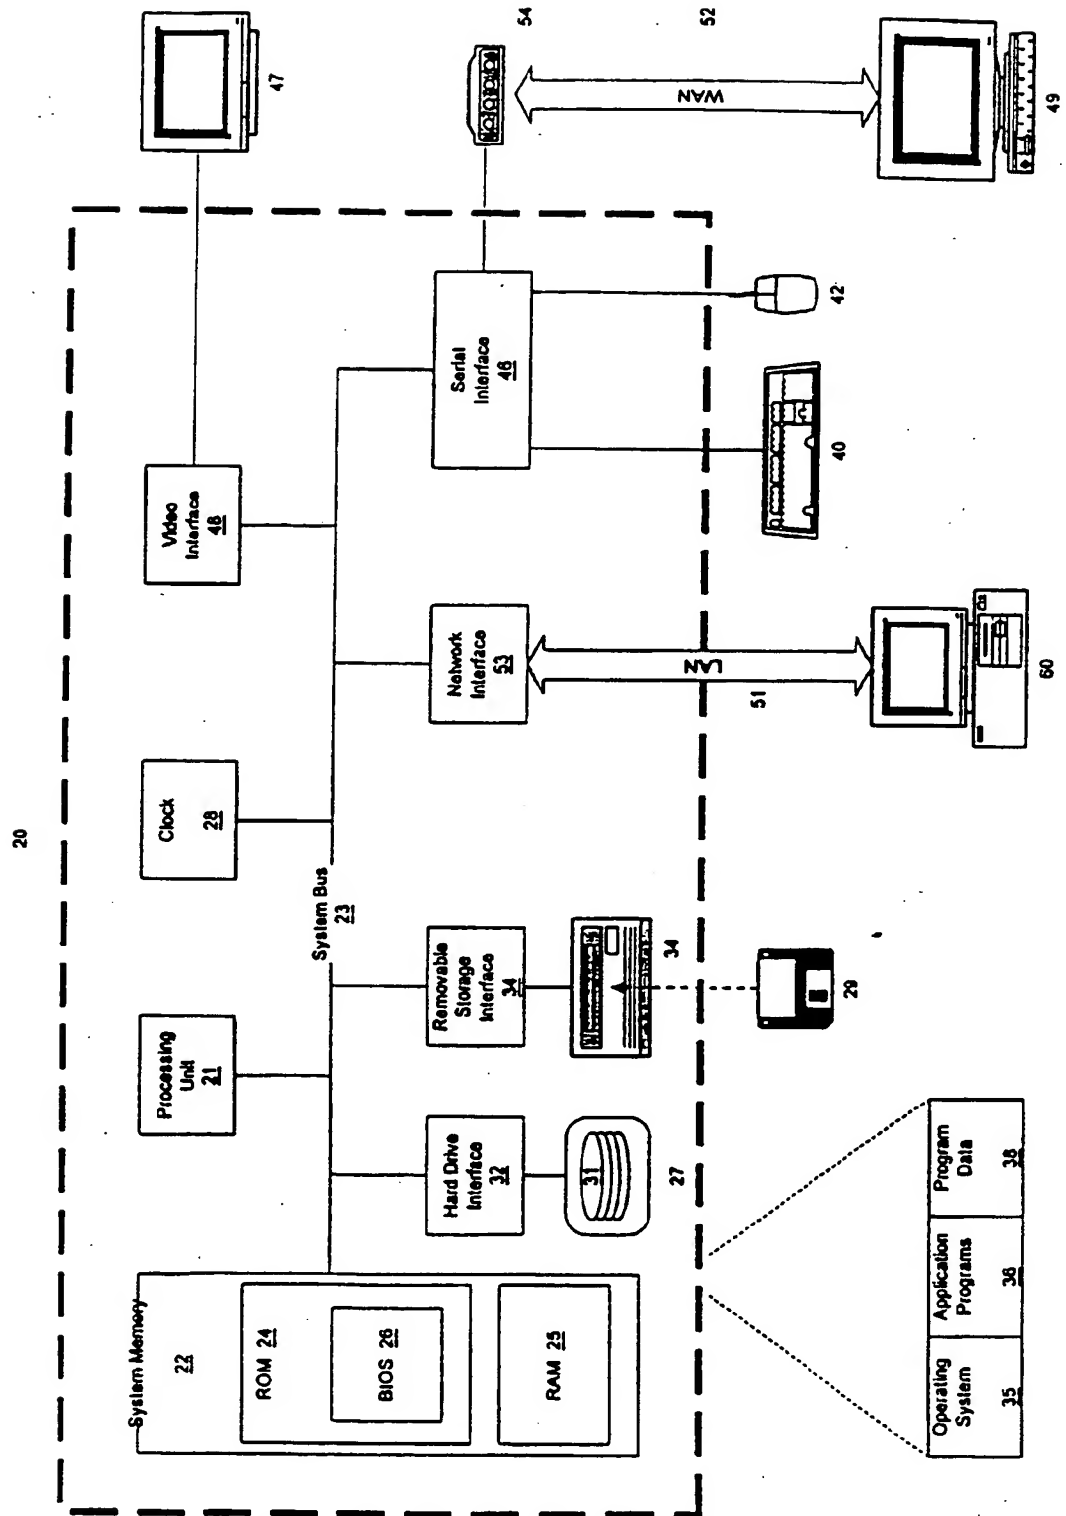 20
System Memory
22
ROM 24
BIOS 26
RAM 25
Processing
Unit
21
Clock
28
Video
Interface
48
47
System Bus
23
Hard Drive
Interface
32
31
27
Removable
Storage
Interface
34
34
29
Network
Interface
53
LAN
51
60
Serial
Interface
46
40
42
54
WAN
52
49
Operating
System
35
Application
Programs
36
Program
Data
38